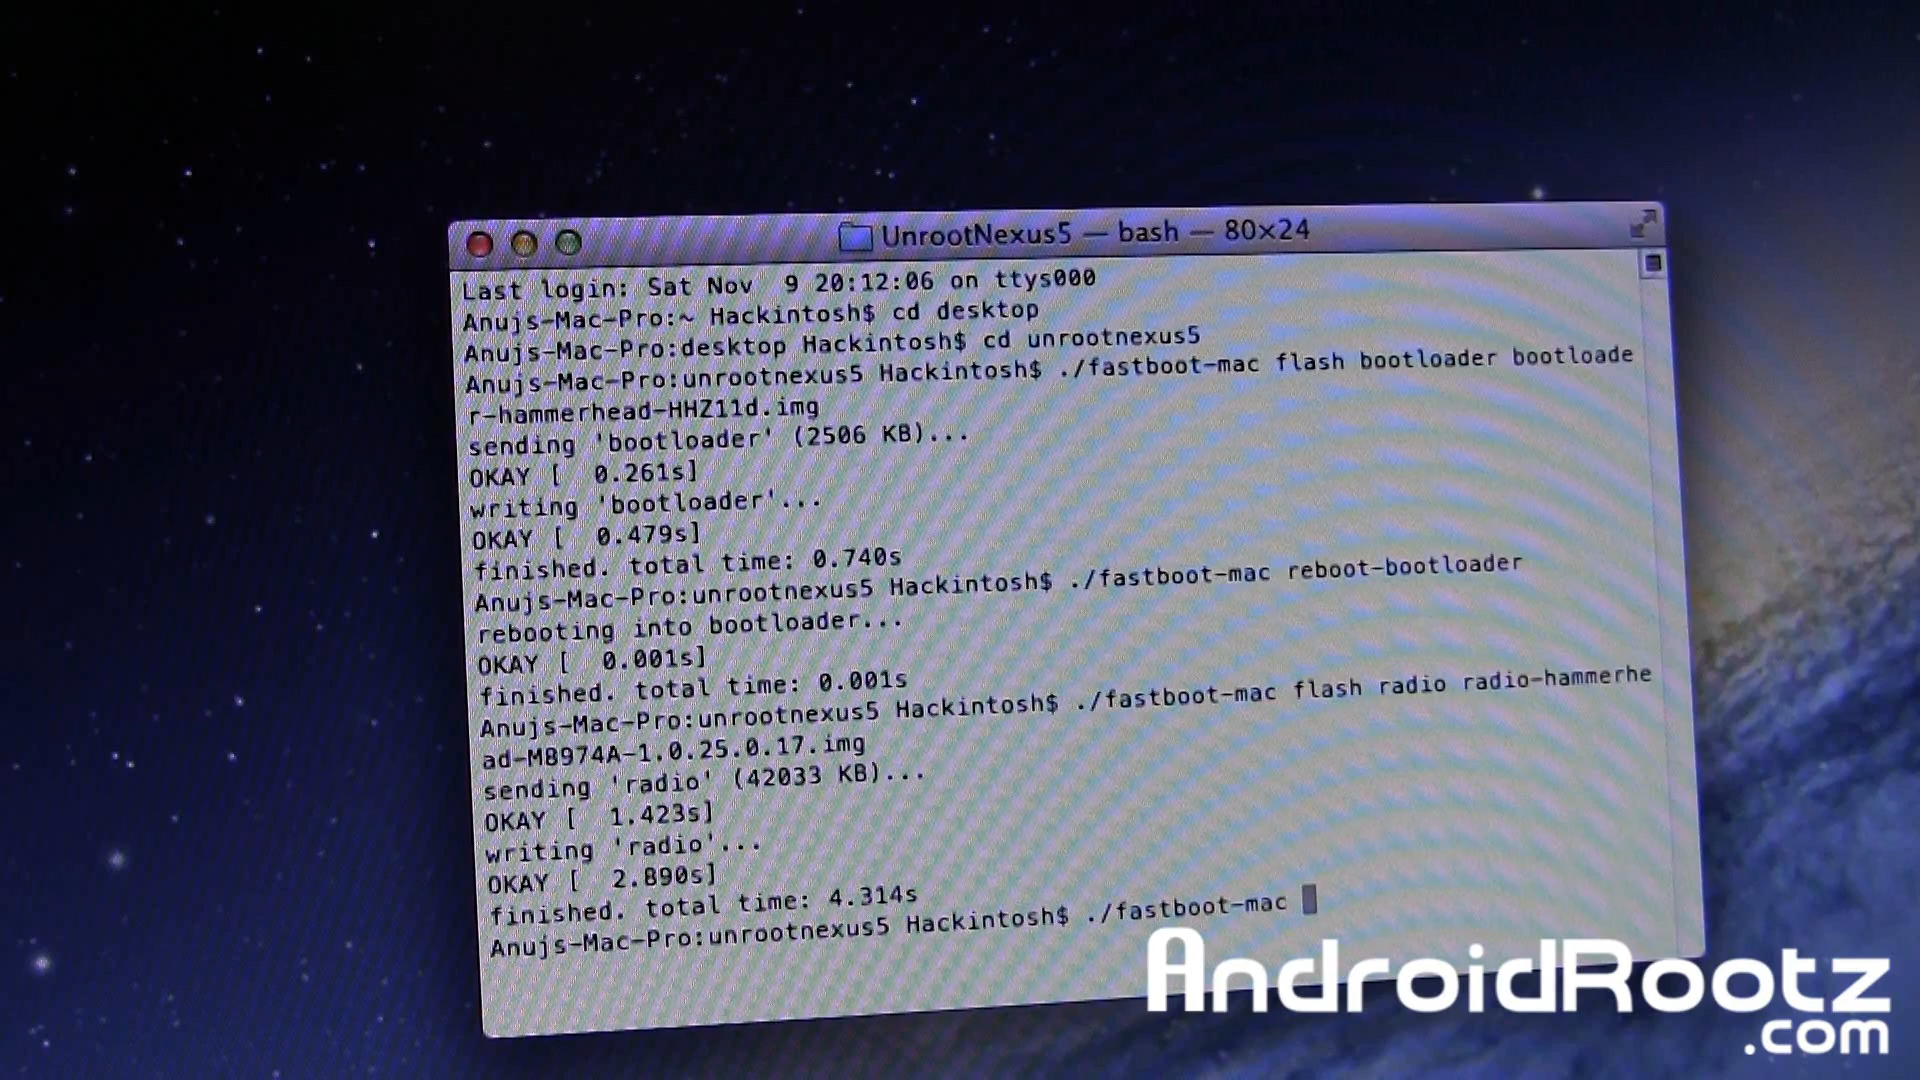 UnrootNexus5 — bash — 80×24
Last login: Sat Nov  9 20:12:06 on ttys000
Anujs-Mac-Pro:~ Hackintosh$ cd desktop
Anujs-Mac-Pro:desktop Hackintosh$ cd unrootnexus5
Anujs-Mac-Pro:unrootnexus5 Hackintosh$ ./fastboot-mac flash bootloader bootloade
r-hammerhead-HHZ11d.img
sending 'bootloader' (2506 KB)...
OKAY [  0.261s]
writing 'bootloader'...
OKAY [  0.479s]
finished. total time: 0.740s
Anujs-Mac-Pro:unrootnexus5 Hackintosh$ ./fastboot-mac reboot-bootloader
rebooting into bootloader...
OKAY [  0.001s]
finished. total time: 0.001s
Anujs-Mac-Pro:unrootnexus5 Hackintosh$ ./fastboot-mac flash radio radio-hammerhe
ad-M8974A-1.0.25.0.17.img
sending 'radio' (42033 KB)...
OKAY [  1.423s]
writing 'radio'...
OKAY [  2.890s]
finished. total time: 4.314s
Anujs-Mac-Pro:unrootnexus5 Hackintosh$ ./fastboot-mac
AndroidRootz
.com